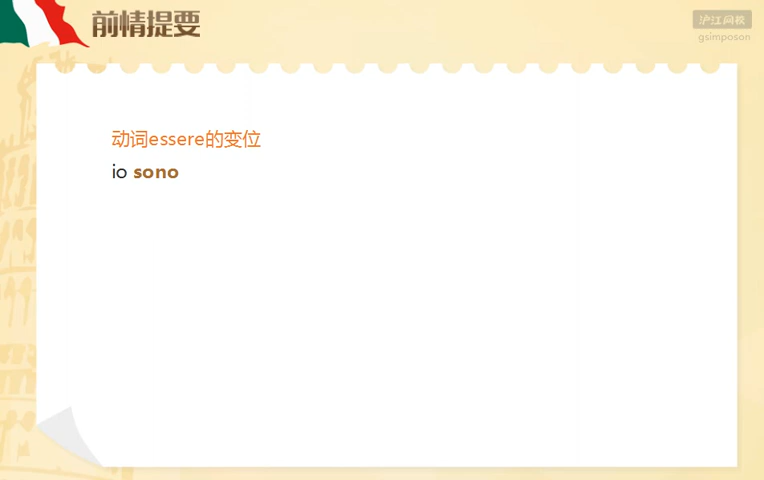 前情提要
沪江网校
gsimposon
动词essere的变位
io sono